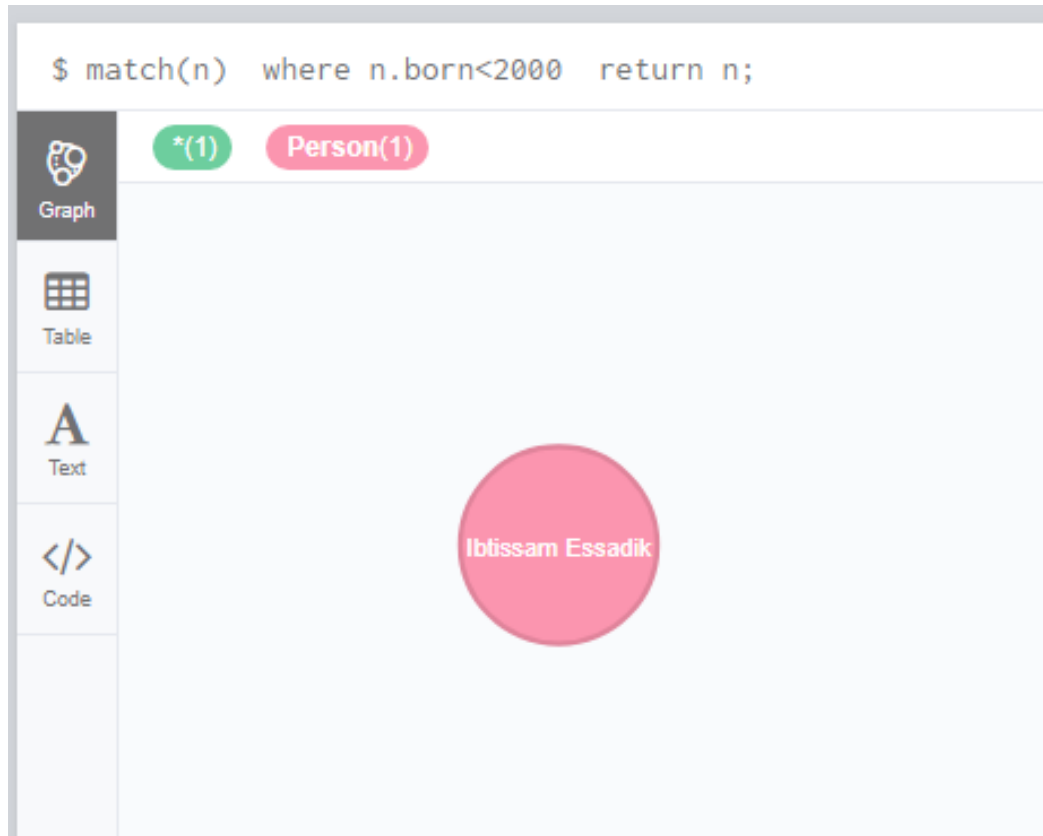 $ match(n)  where n.born<2000  return n;
*(1) Person(1)
Graph
Table
A
Text
</>
Code
Ibtissam Essadik